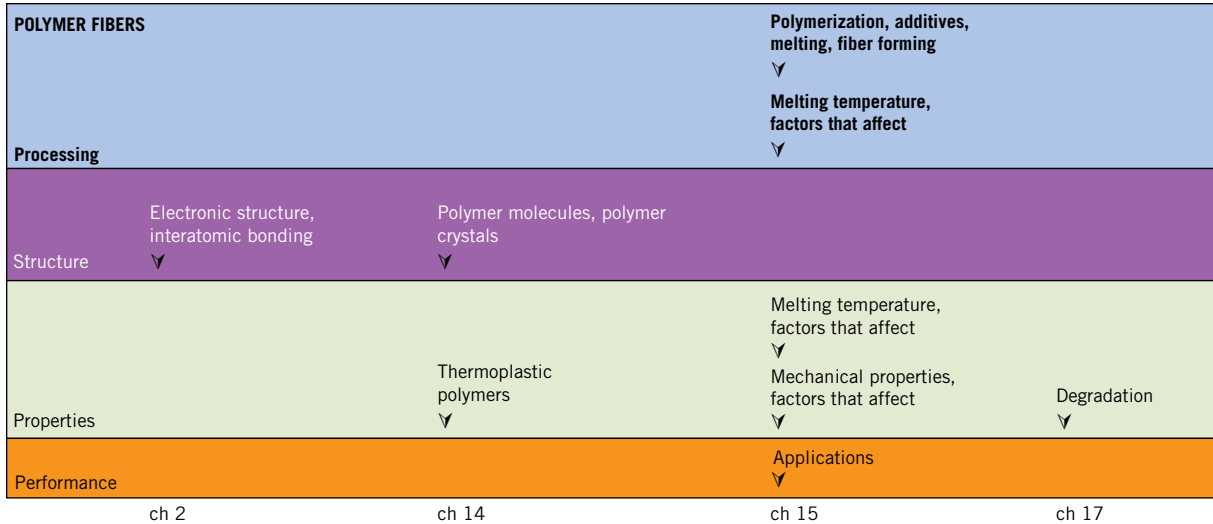 POLYMER FIBERS
Polymerization, additives,
melting, fiber forming
Melting temperature,
factors that affect
Processing
Electronic structure,
interatomic bonding
Polymer molecules, polymer
crystals
Structure
Melting temperature,
factors that affect
Thermoplastic
polymers
Mechanical properties,
factors that affect
Degradation
Properties
Applications
Performance
ch 2
ch 14
ch 15
ch 17